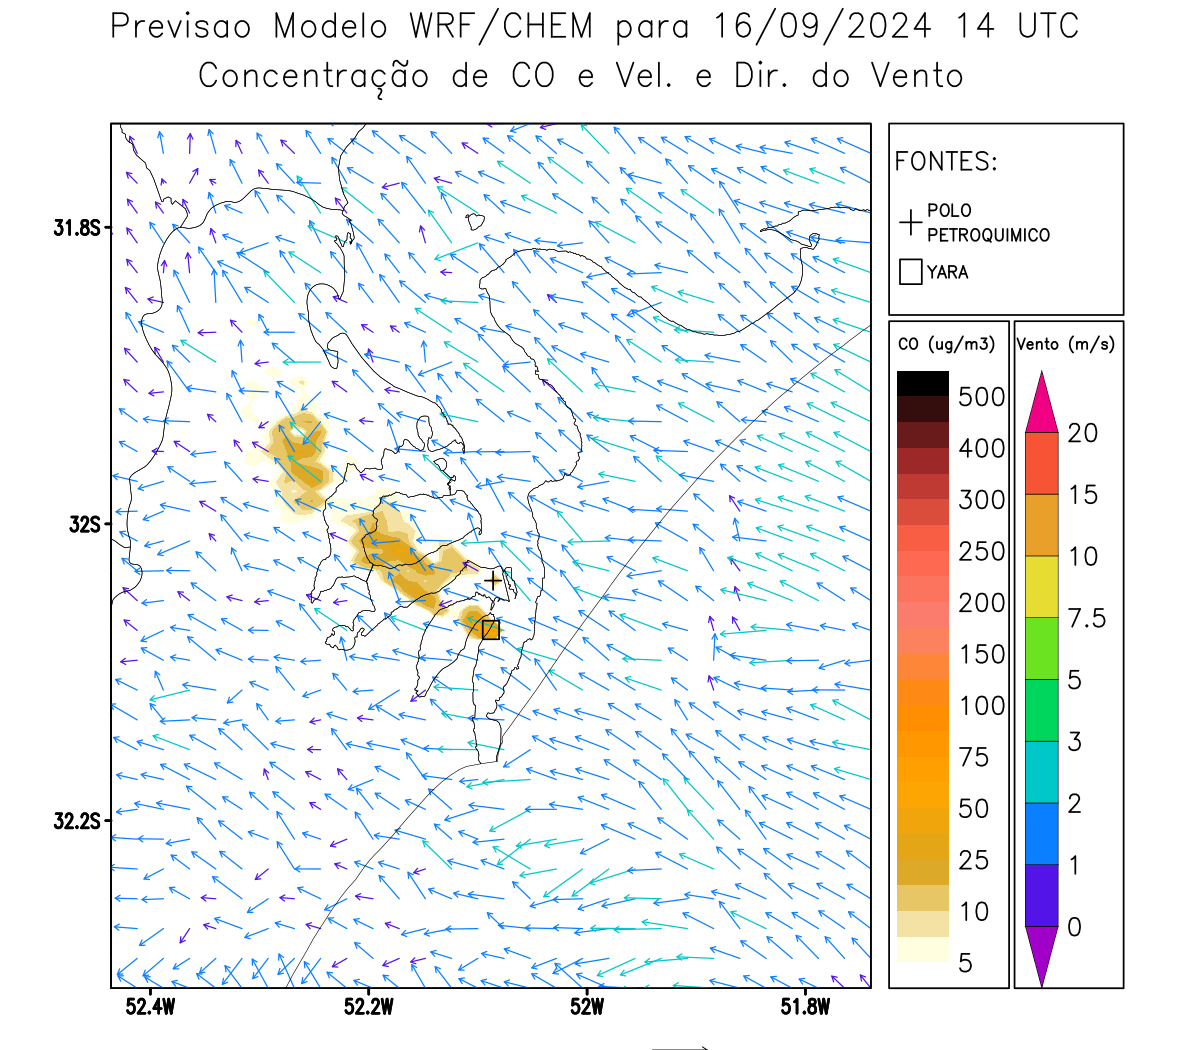 Previsao Modelo WRF/CHEM para 16/09/2024 14 UTC
Concentração de CO e Vel. e Dir. do Vento
FONTES:
POLO
PETROQUIMICO
YARA
CO (ug/m3)
500
400
300
250
200
150
100
75
50
25
10
5
Vento (m/s)
20
15
10
7.5
5
3
2
1
0
31.8S
32S
32.2S
52.4W
52.2W
52W
51.8W